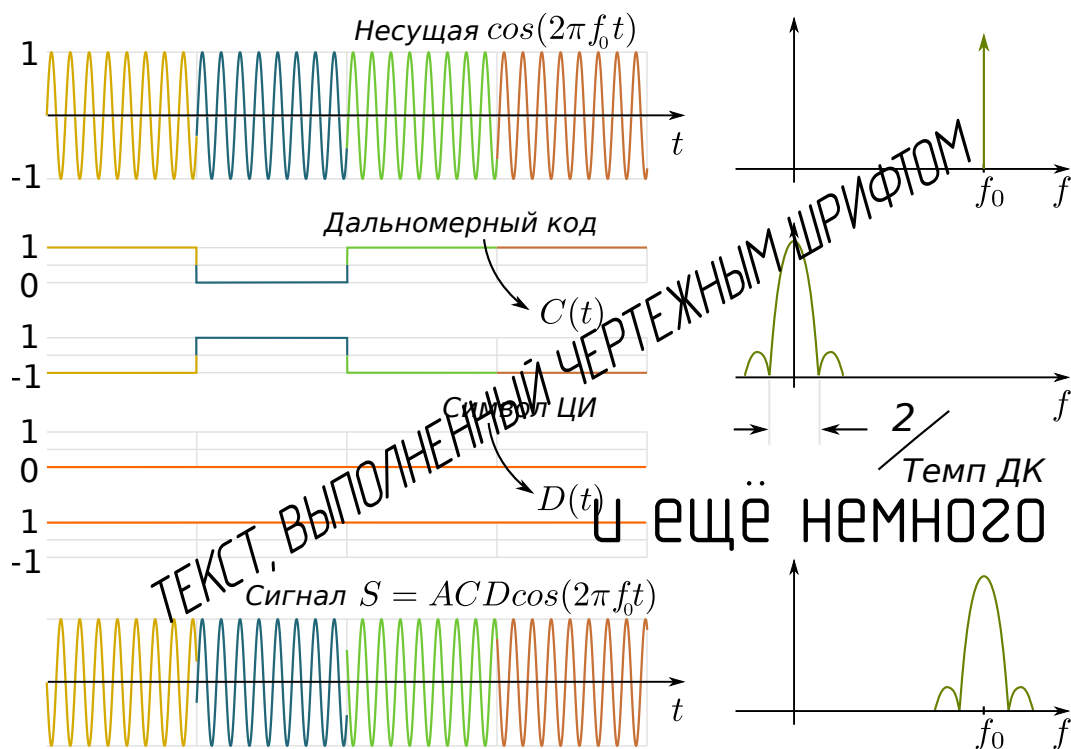 Несущая cos(2πf₀t)
1
-1
t
f₀
f
Дальномерный код
1
0
C(t)
1
-1
f
Символ ЦИ
1
0
D(t)
1
-1
2/
Темп ДК
ТЕКСТ, ВЫПОЛНЕННЫЙ ЧЕРТЕЖНЫМ ШРИФТОМ
и ещё немного
Сигнал S = ACDcos(2πf₀t)
t
f₀
f